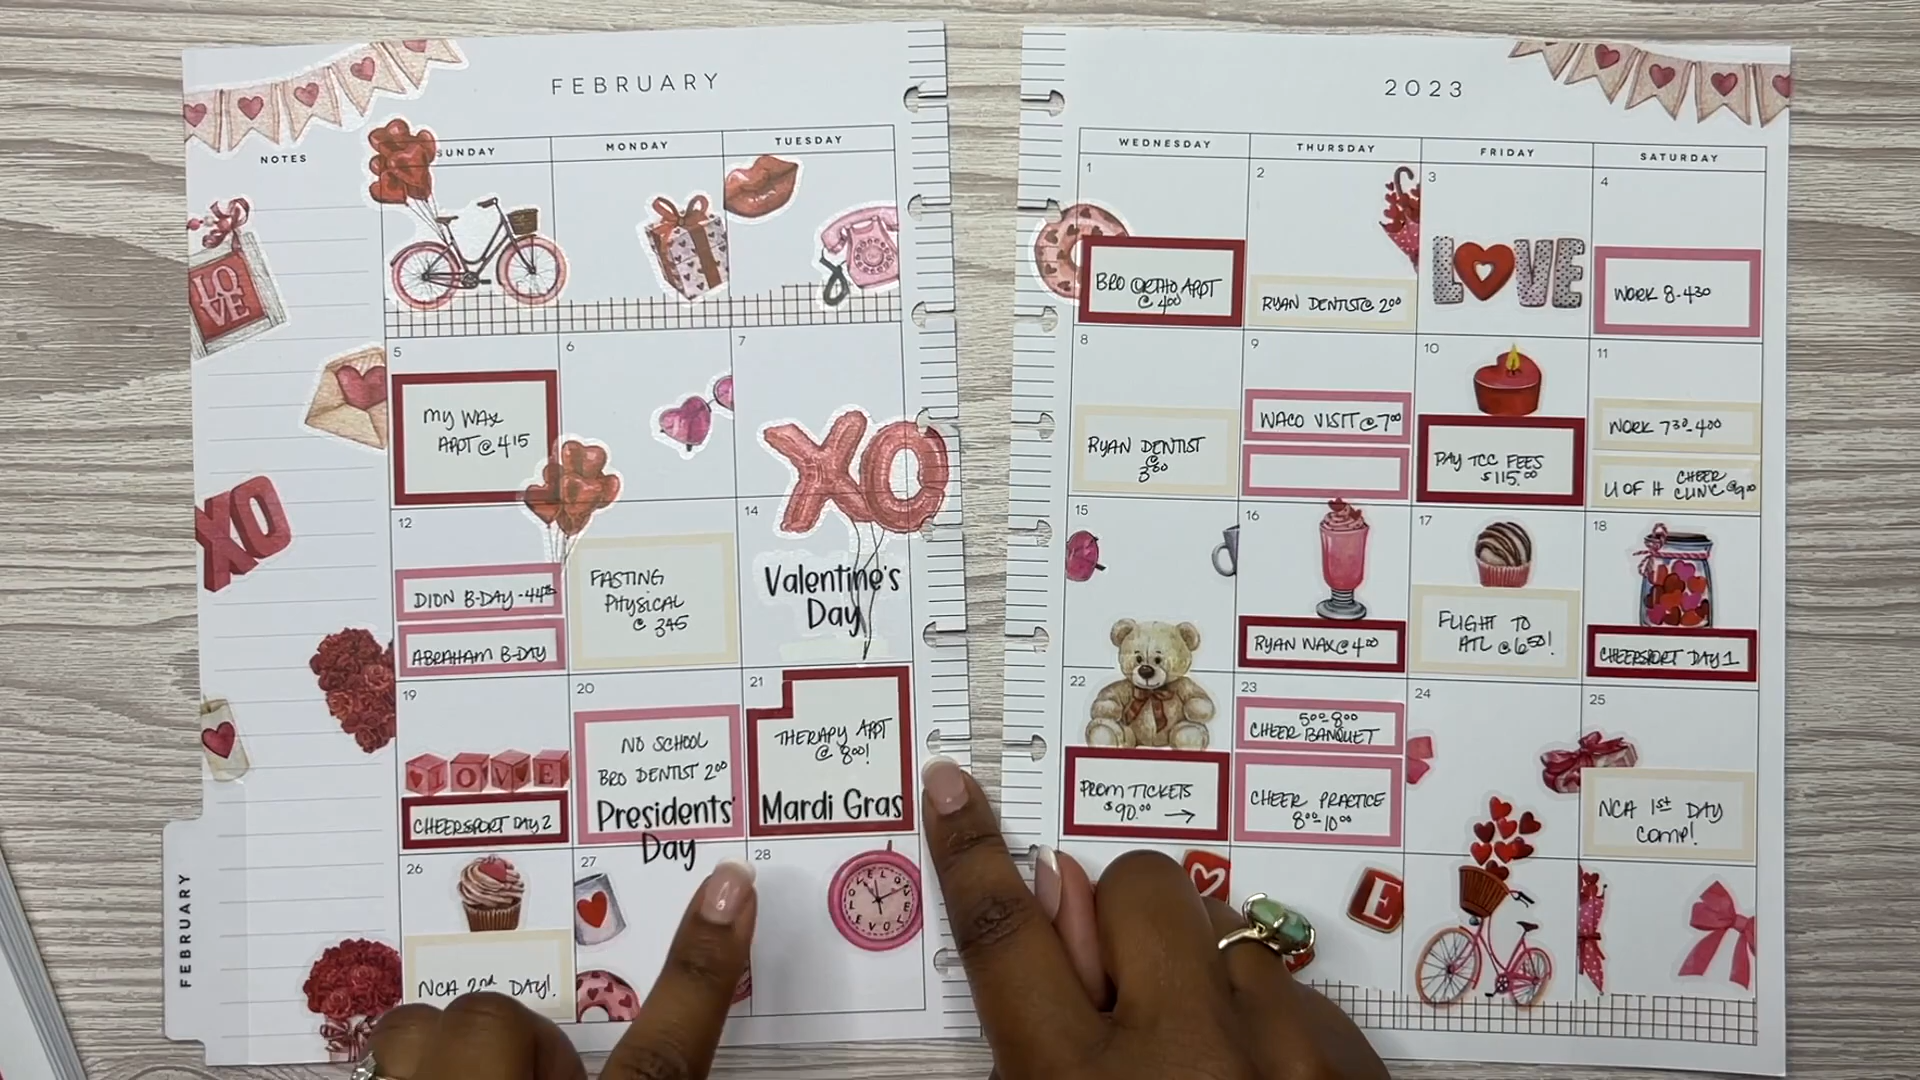 FEBRUARY
2023
NOTES
SUNDAY
MONDAY
TUESDAY
WEDNESDAY
THURSDAY
FRIDAY
SATURDAY
LO
VE
1
BRO ORTHO APPT
@ 4:00
2
RYAN DENTIST @ 2:00
3
LOVE
4
WORK 8-4:30
5
MY WAX
APPT @ 4:15
6
7
XO
8
RYAN DENTIST
@
3:00
9
WACO VISIT @ 7:00
10
PAY TCC FEES
$115.00
11
WORK 7:30-4:00
U OF H CHEER
CLINIC @ 9:00
XO
12
DION B-DAY - 44th
ABRAHAM B-DAY
FASTING
PHYSICAL
@ 3:45
14
Valentine's
Day
15
16
RYAN WAX @ 4:00
17
FLIGHT TO
ATL @ 6:50!
18
CHEERSPORT DAY 1
19
LOVE
CHEERSPORT DAY 2
20
NO SCHOOL
BRO DENTIST 2:00
Presidents'
Day
21
THERAPY APPT
@ 8:00!
Mardi Gras
22
PROM TICKETS
$90.00 →
23
5:00-8:00
CHEER BANQUET
CHEER PRACTICE
8:00-10:00
24
25
NCA 1st DAY
COMP!
26
NCA 2nd DAY!
27
28
E
FEBRUARY